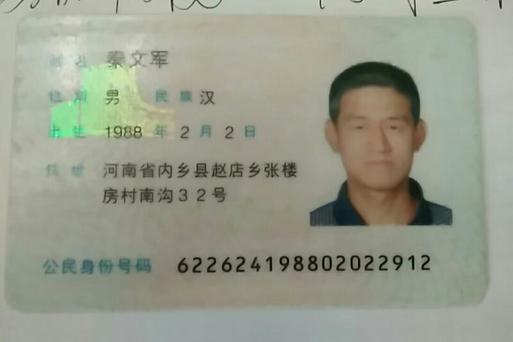 姓名 秦文军
性别 男 民族 汉
出生 1988 年 2 月 2 日
住址 河南省内乡县赵店乡张楼
房村南沟32号
公民身份号码 622624198802022912